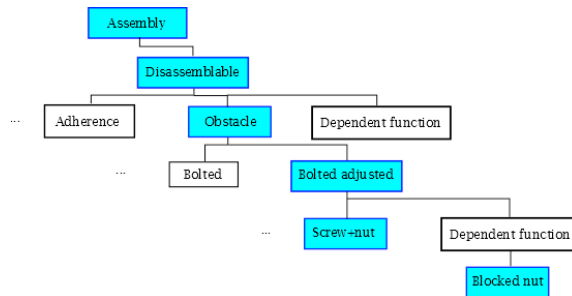 Assembly
Disassemblable
... Adherence Obstacle Dependent function
... Bolted Bolted adjusted
... Screw+nut Dependent function
Blocked nut